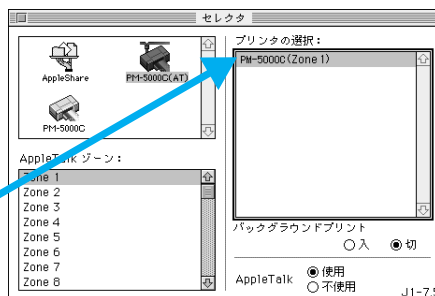 セレクタ
AppleShare
PM-5000C(AT)
PM-5000C
AppleTalk ゾーン：
Zone 1
Zone 2
Zone 3
Zone 4
Zone 5
Zone 6
Zone 7
Zone 8
プリンタの選択：
PM-5000C(Zone 1)
バックグラウンドプリント
入 切
AppleTalk 使用
不使用
J1-7.5